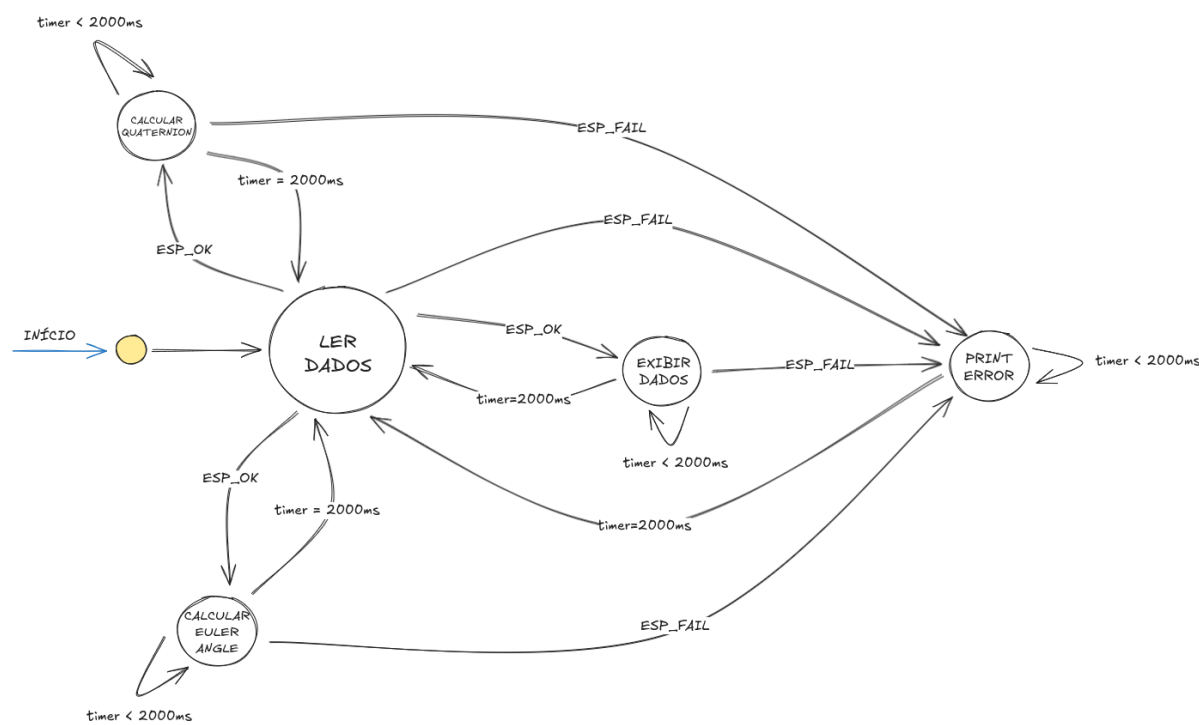 timer < 2000ms
CALCULAR
QUATERNION
ESP_FAIL
timer = 2000ms
ESP_FAIL
ESP_OK
INÍCIO
LER
DADOS
ESP_OK
EXIBIR
DADOS
ESP_FAIL
PRINT
ERROR
timer < 2000ms
timer=2000ms
timer < 2000ms
ESP_OK
timer = 2000ms
timer=2000ms
CALCULAR
EULER
ANGLE
ESP_FAIL
timer < 2000ms